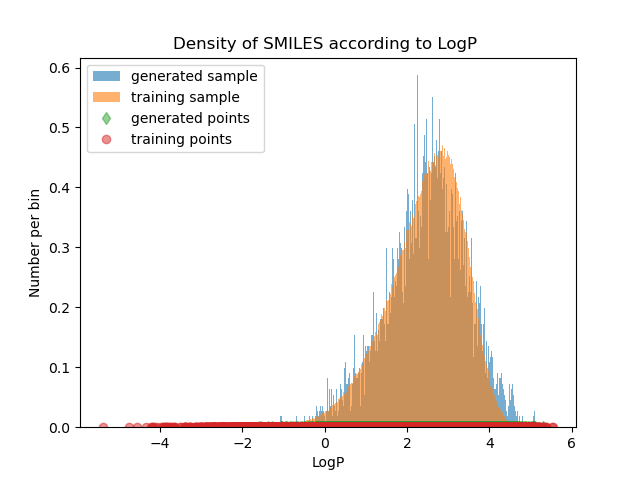 Density of SMILES according to LogP
generated sample
training sample
generated points
training points
0.6
0.5
0.4
0.3
0.2
0.1
0.0
Number per bin
−4
−2
0
2
4
6
LogP